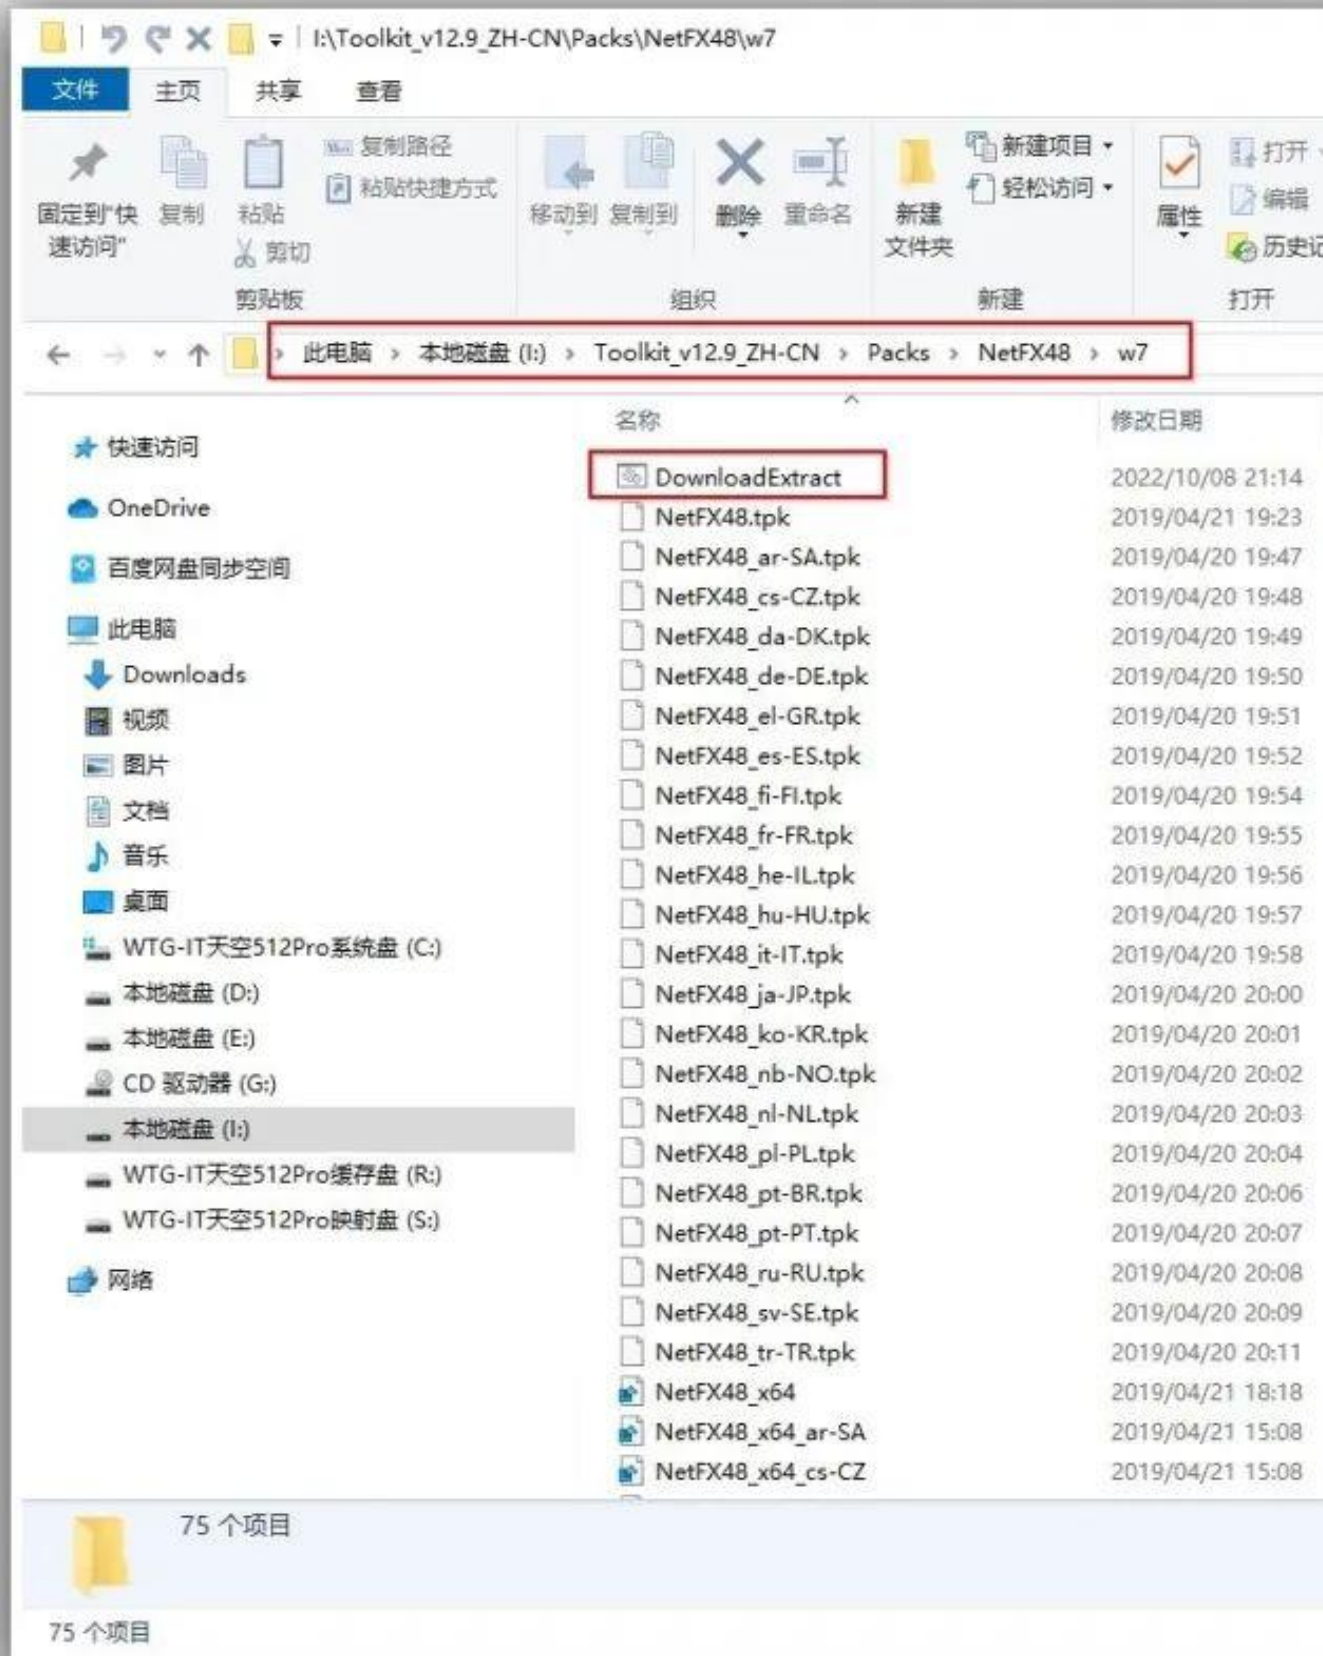 I:\Toolkit_v12.9_ZH-CN\Packs\NetFX48\w7
文件 主页 共享 查看
固定到"快速访问"
复制
粘贴
复制路径
粘贴快捷方式
剪切
剪贴板
移动到
复制到
删除
重命名
组织
新建文件夹
新建项目
轻松访问
新建
属性
打开
编辑
历史记
打开
此电脑 > 本地磁盘 (I:) > Toolkit_v12.9_ZH-CN > Packs > NetFX48 > w7
快速访问
OneDrive
百度网盘同步空间
此电脑
Downloads
视频
图片
文档
音乐
桌面
WTG-IT天空512Pro系统盘 (C:)
本地磁盘 (D:)
本地磁盘 (E:)
CD 驱动器 (G:)
本地磁盘 (I:)
WTG-IT天空512Pro缓存盘 (R:)
WTG-IT天空512Pro映射盘 (S:)
网络
名称 修改日期
DownloadExtract 2022/10/08 21:14
NetFX48.tpk 2019/04/21 19:23
NetFX48_ar-SA.tpk 2019/04/20 19:47
NetFX48_cs-CZ.tpk 2019/04/20 19:48
NetFX48_da-DK.tpk 2019/04/20 19:49
NetFX48_de-DE.tpk 2019/04/20 19:50
NetFX48_el-GR.tpk 2019/04/20 19:51
NetFX48_es-ES.tpk 2019/04/20 19:52
NetFX48_fi-FI.tpk 2019/04/20 19:54
NetFX48_fr-FR.tpk 2019/04/20 19:55
NetFX48_he-IL.tpk 2019/04/20 19:56
NetFX48_hu-HU.tpk 2019/04/20 19:57
NetFX48_it-IT.tpk 2019/04/20 19:58
NetFX48_ja-JP.tpk 2019/04/20 20:00
NetFX48_ko-KR.tpk 2019/04/20 20:01
NetFX48_nb-NO.tpk 2019/04/20 20:02
NetFX48_nl-NL.tpk 2019/04/20 20:03
NetFX48_pl-PL.tpk 2019/04/20 20:04
NetFX48_pt-BR.tpk 2019/04/20 20:06
NetFX48_pt-PT.tpk 2019/04/20 20:07
NetFX48_ru-RU.tpk 2019/04/20 20:08
NetFX48_sv-SE.tpk 2019/04/20 20:09
NetFX48_tr-TR.tpk 2019/04/20 20:11
NetFX48_x64 2019/04/21 18:18
NetFX48_x64_ar-SA 2019/04/21 15:08
NetFX48_x64_cs-CZ 2019/04/21 15:08
75 个项目
75 个项目